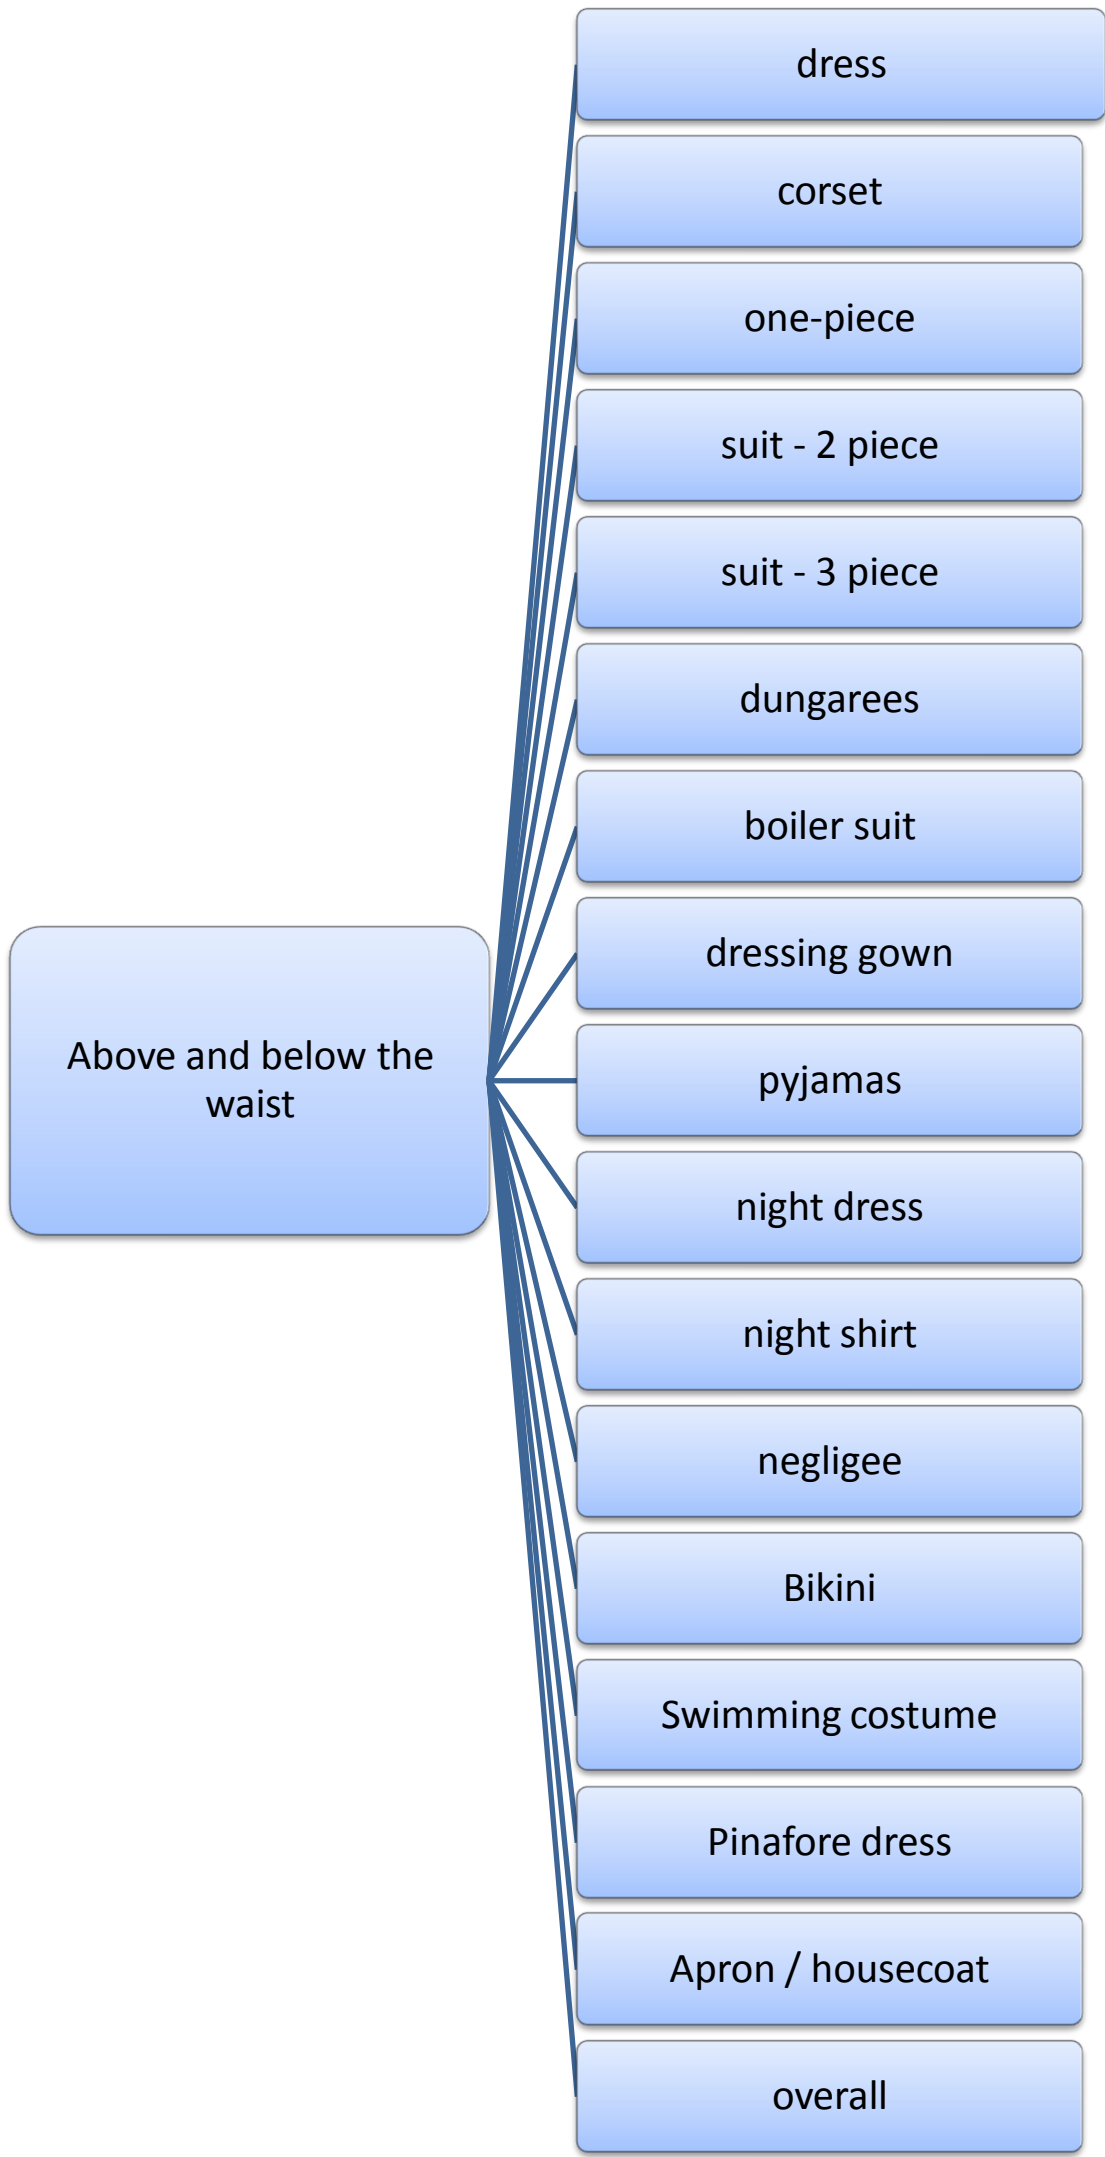 dress
corset
one-piece
suit - 2 piece
suit - 3 piece
dungarees
boiler suit
dressing gown
Above and below the
waist
pyjamas
night dress
night shirt
negligee
Bikini
Swimming costume
Pinafore dress
Apron / housecoat
overall